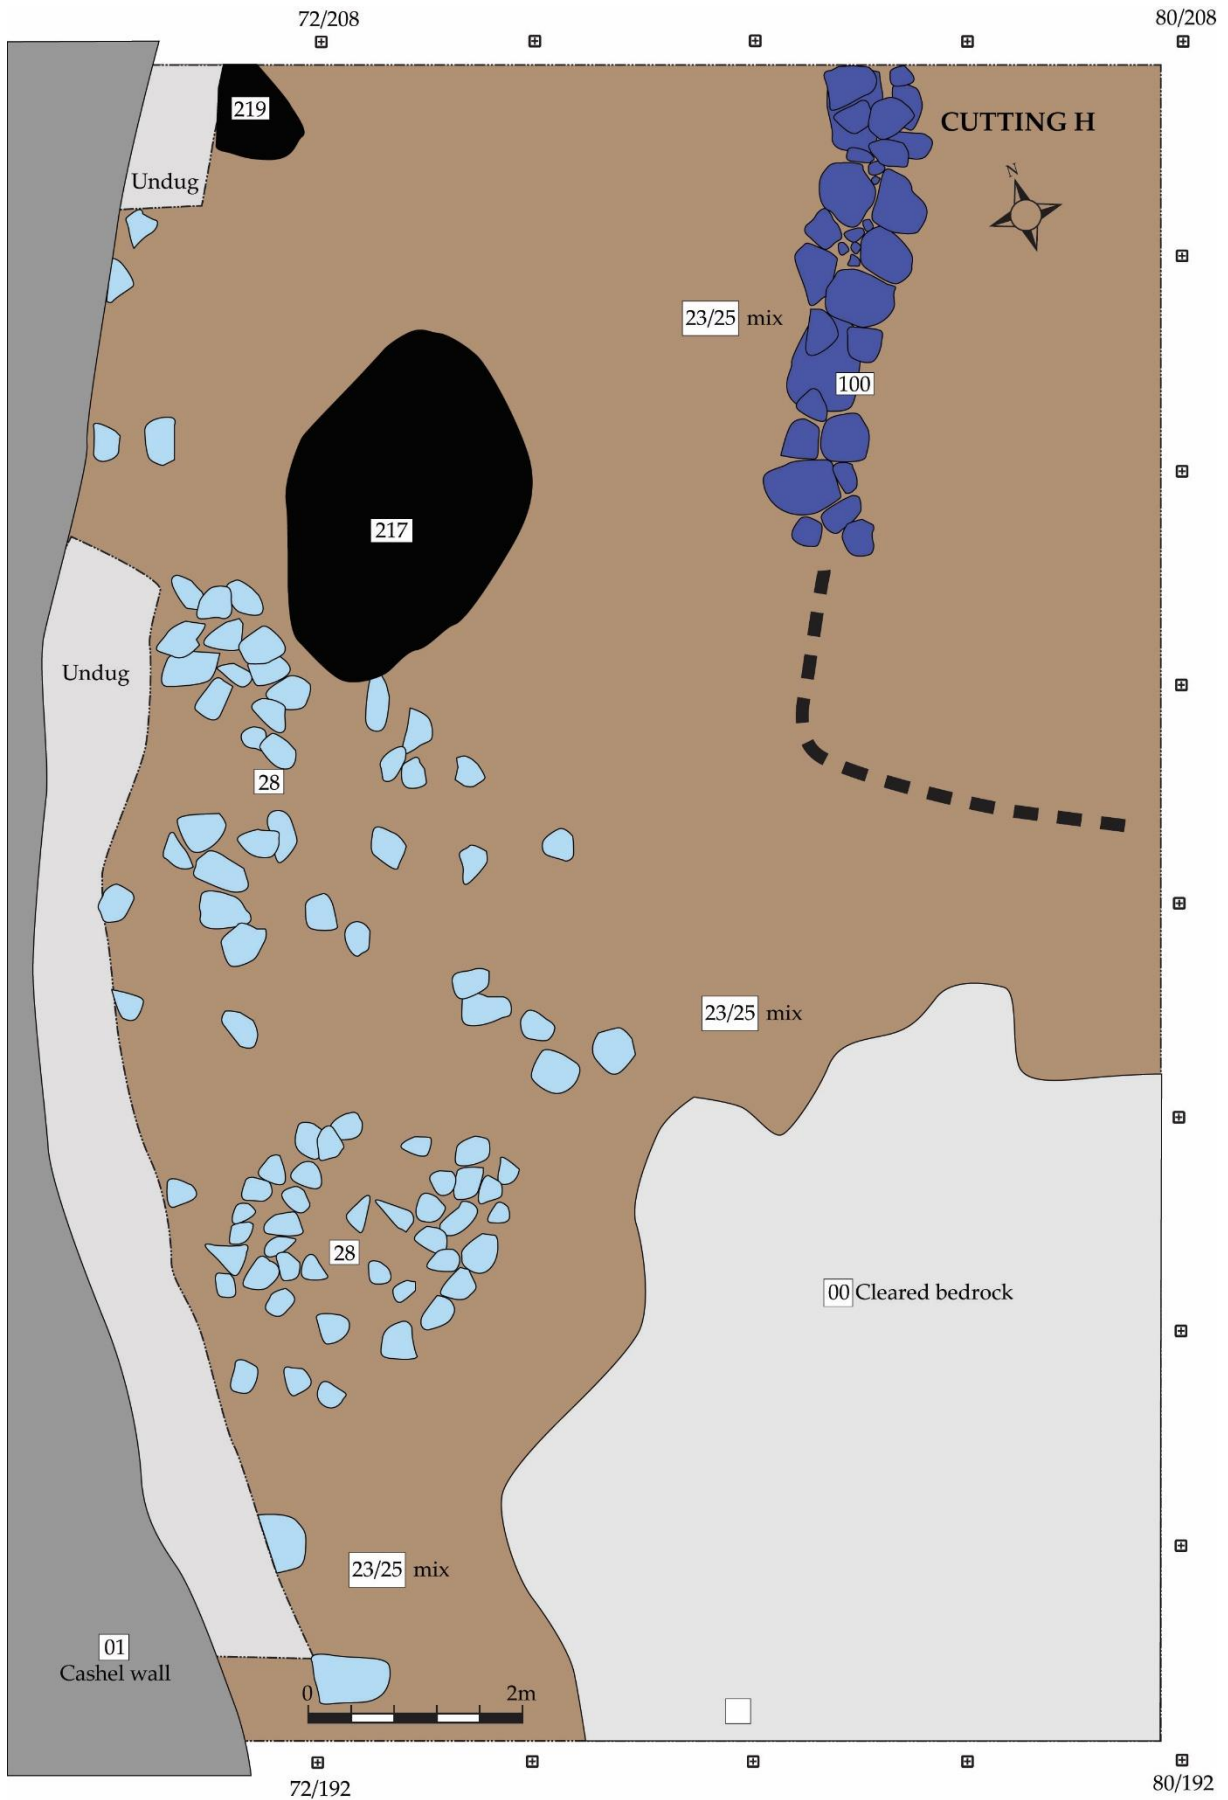 72/208
80/208
219
CUTTING H
Undug
N
23/25 mix
100
217
Undug
28
23/25 mix
28
00 Cleared bedrock
23/25 mix
01
Cashel wall
0 2m
72/192
80/192